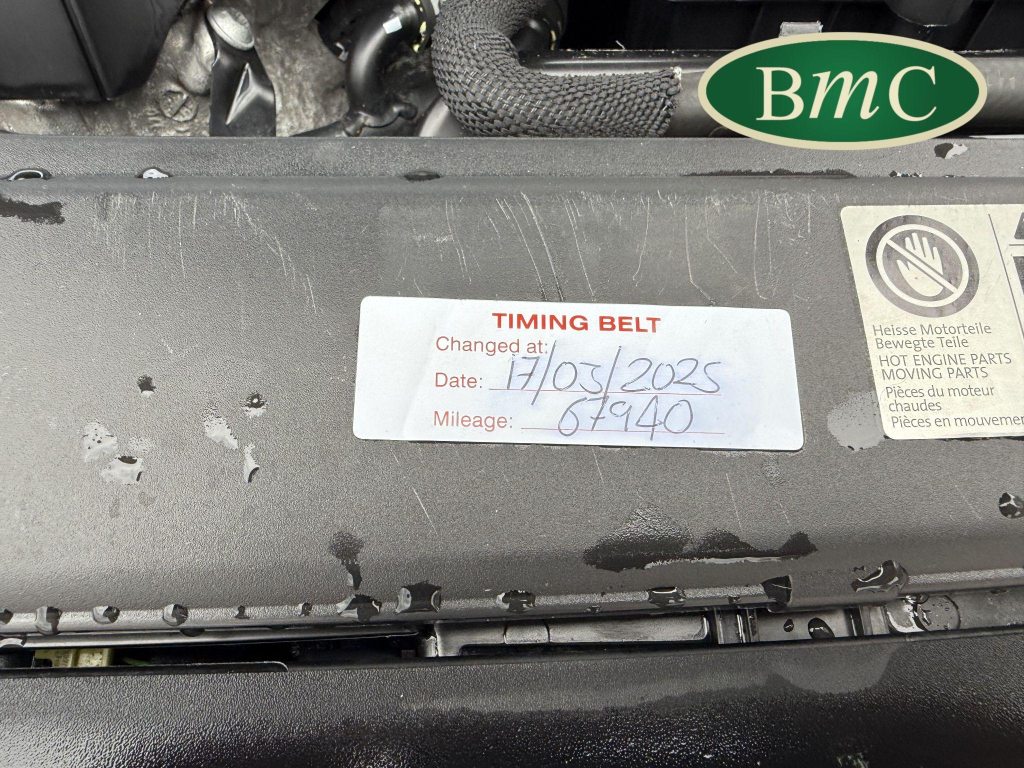 BmC
TIMING BELT
Changed at:
Date: 17/03/2025
Mileage: 67940
Heisse Motorteile
Bewegte Teile
HOT ENGINE PARTS
MOVING PARTS
Pièces du moteur
chaudes
Pièces en mouvemen